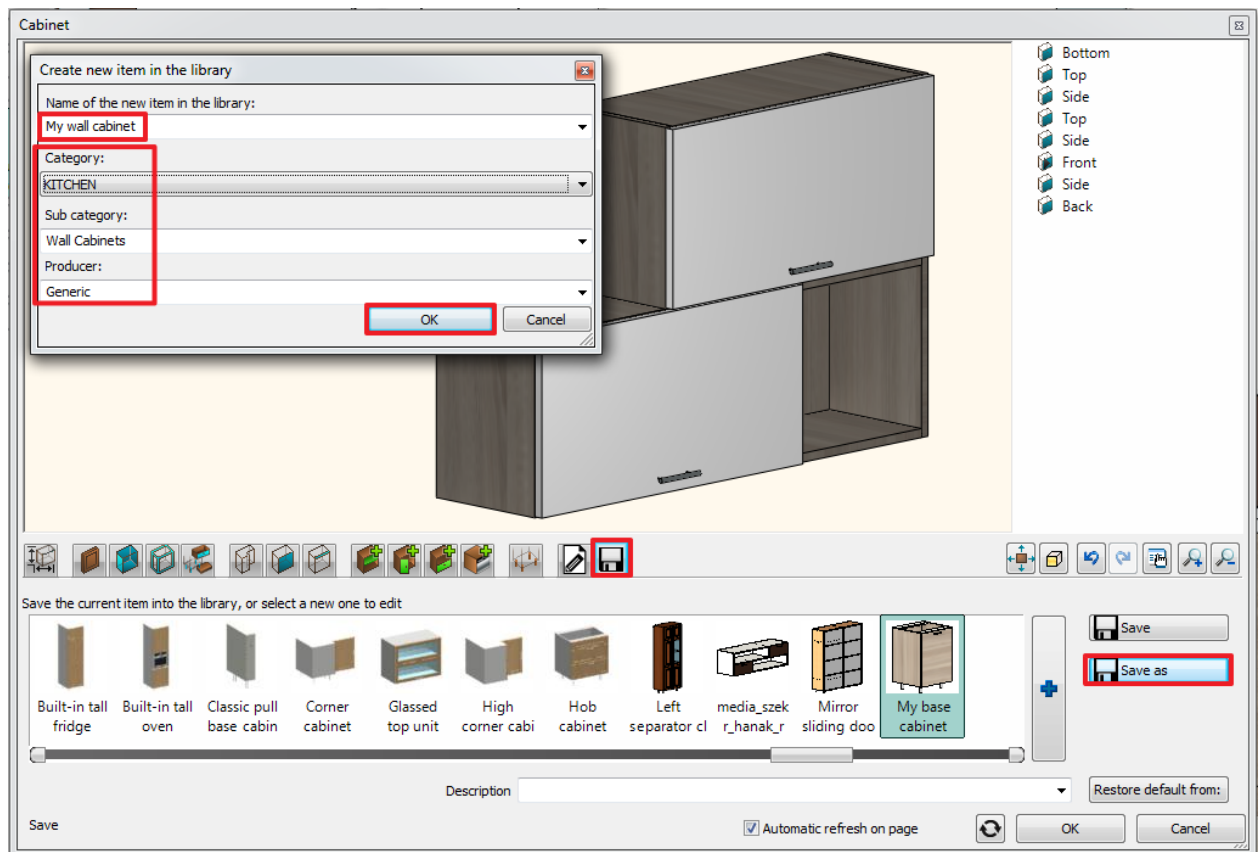 Cabinet
Create new item in the library
Name of the new item in the library:
My wall cabinet
Category:
KITCHEN
Sub category:
Wall Cabinets
Producer:
Generic
OK
Cancel
Bottom
Top
Side
Top
Side
Front
Side
Back
Save the current item into the library, or select a new one to edit
Built-in tall fridge
Built-in tall oven
Classic pull base cabin
Corner cabinet
Glassed top unit
High corner cabi
Hob cabinet
Left separator cl
media_szek r_hanak_r
Mirror sliding doo
My base cabinet
Save
Save as
Description
Restore default from:
Save
Automatic refresh on page
OK
Cancel